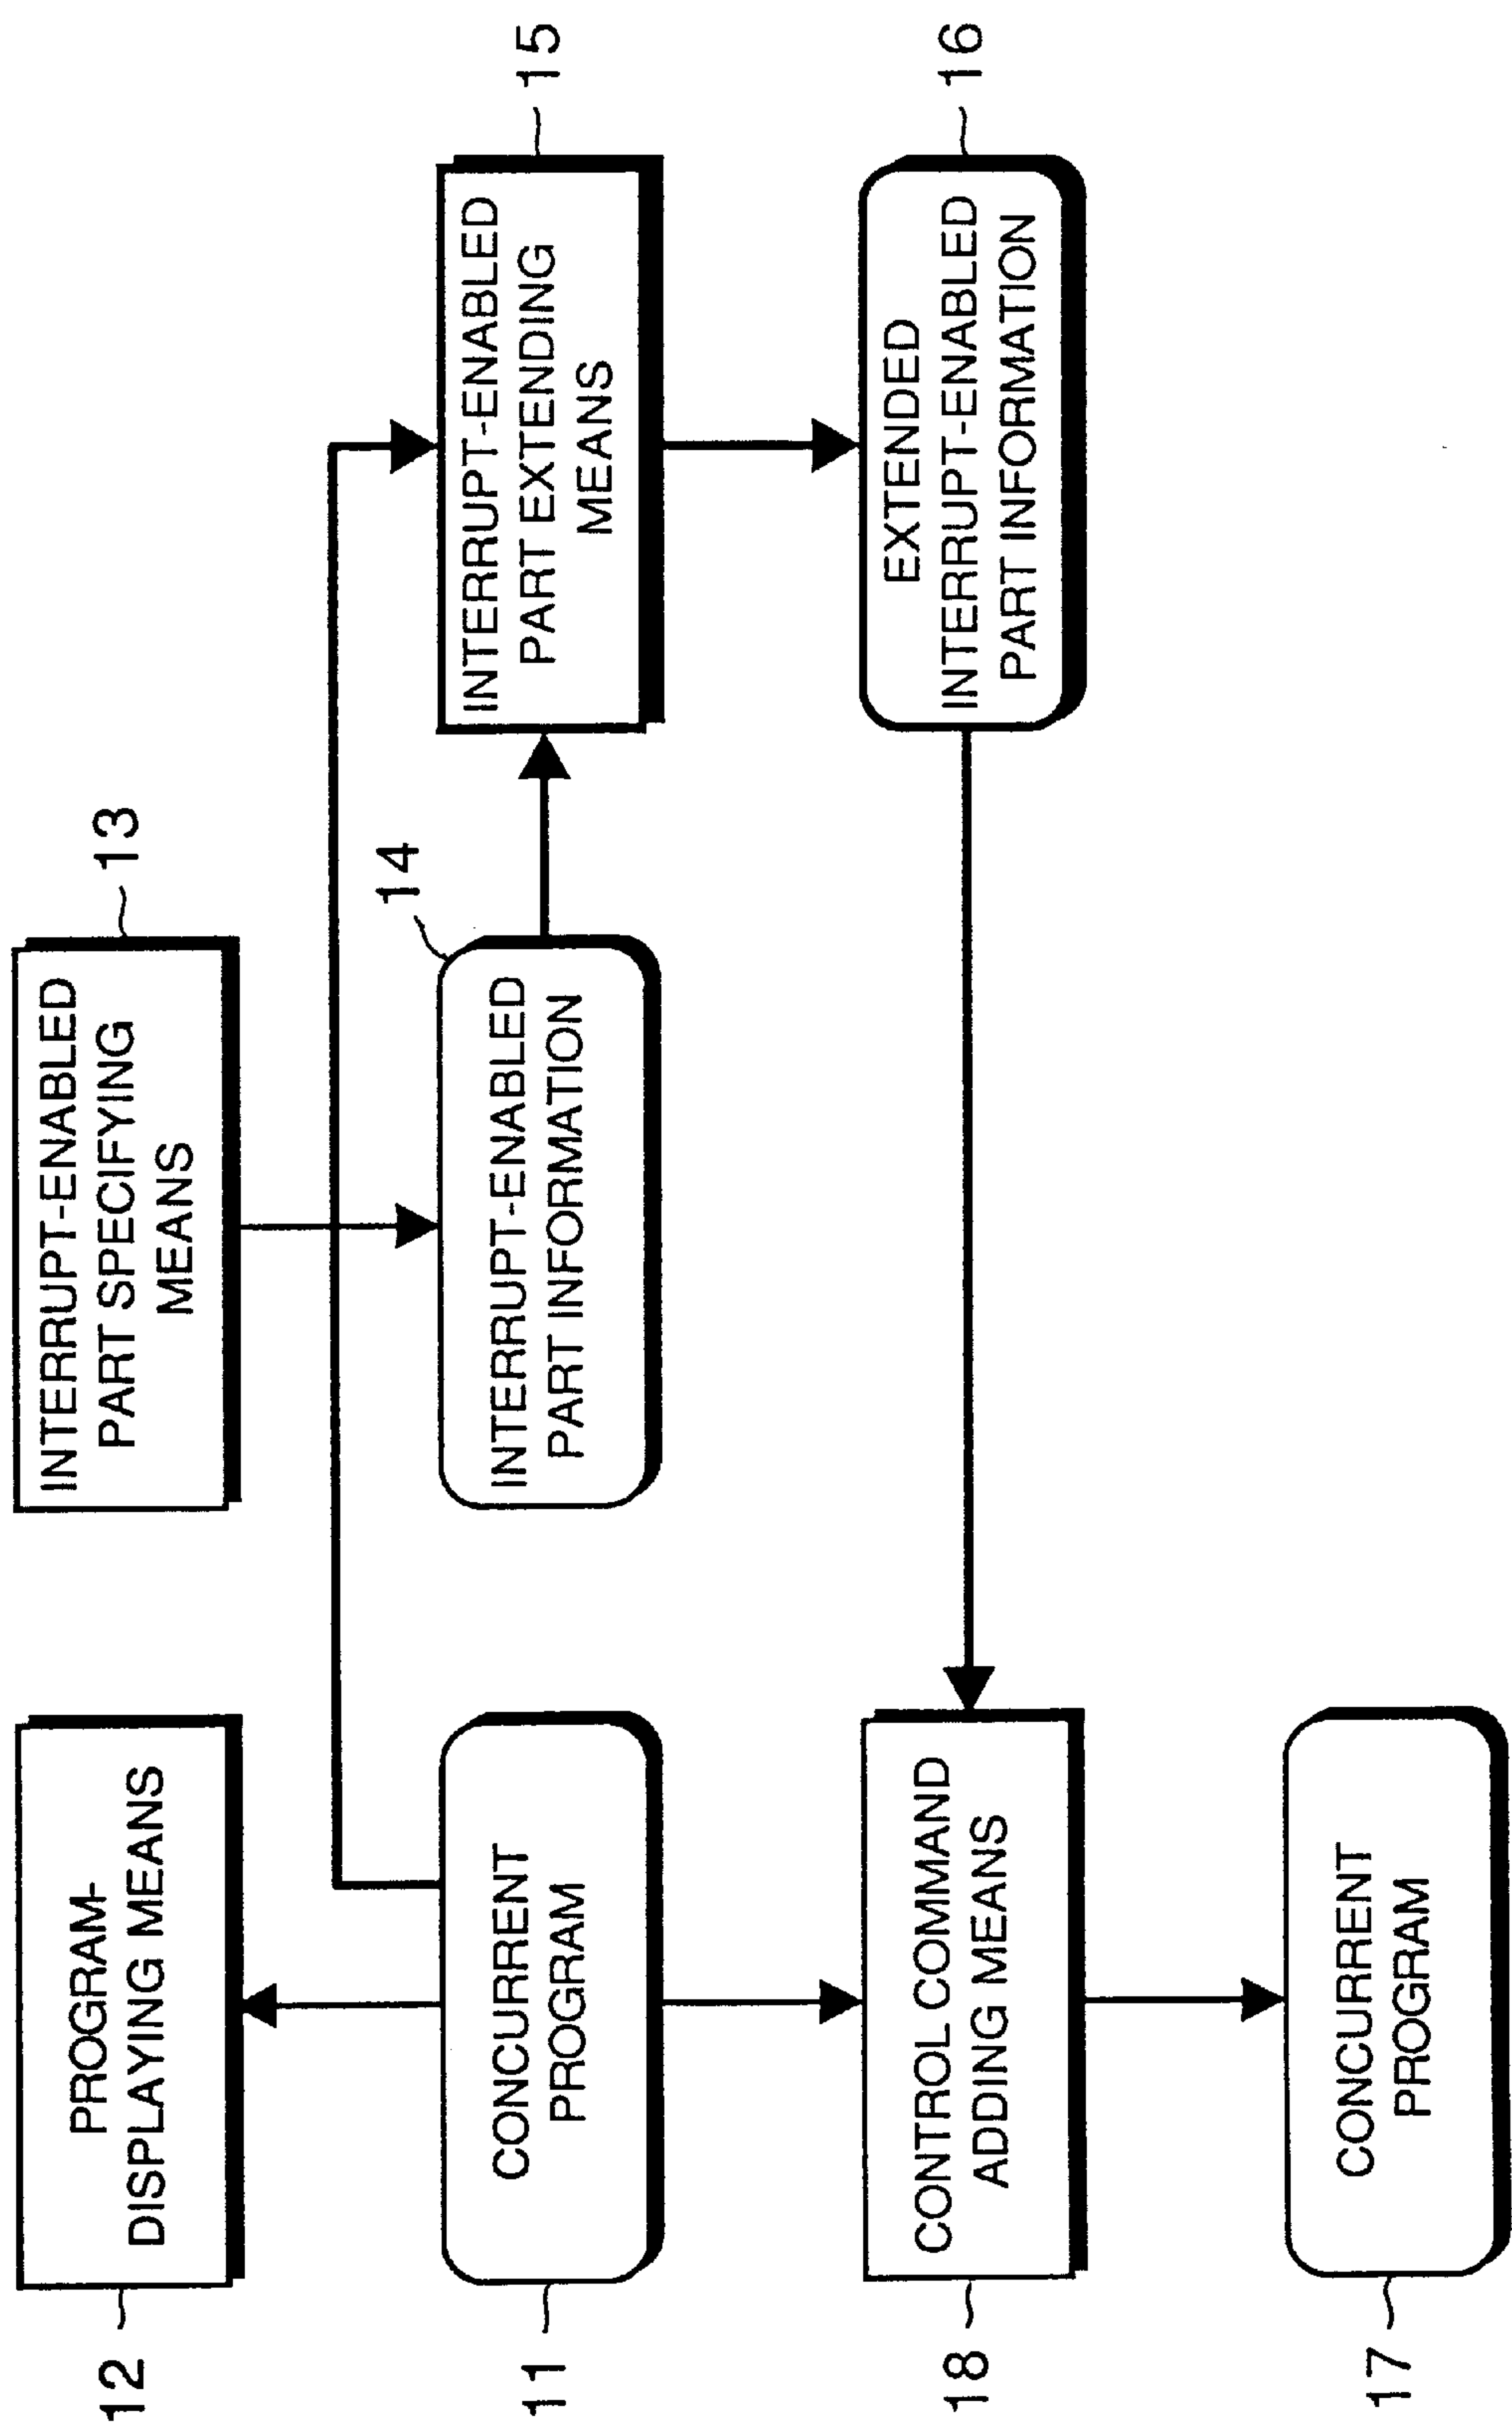 12
PROGRAM-
DISPLAYING MEANS
INTERRUPT-ENABLED
PART SPECIFYING
MEANS
13
11
CONCURRENT
PROGRAM
INTERRUPT-ENABLED
PART INFORMATION
14
INTERRUPT-ENABLED
PART EXTENDING
MEANS
15
18
CONTROL COMMAND
ADDING MEANS
EXTENDED
INTERRUPT-ENABLED
PART INFORMATION
16
17
CONCURRENT
PROGRAM